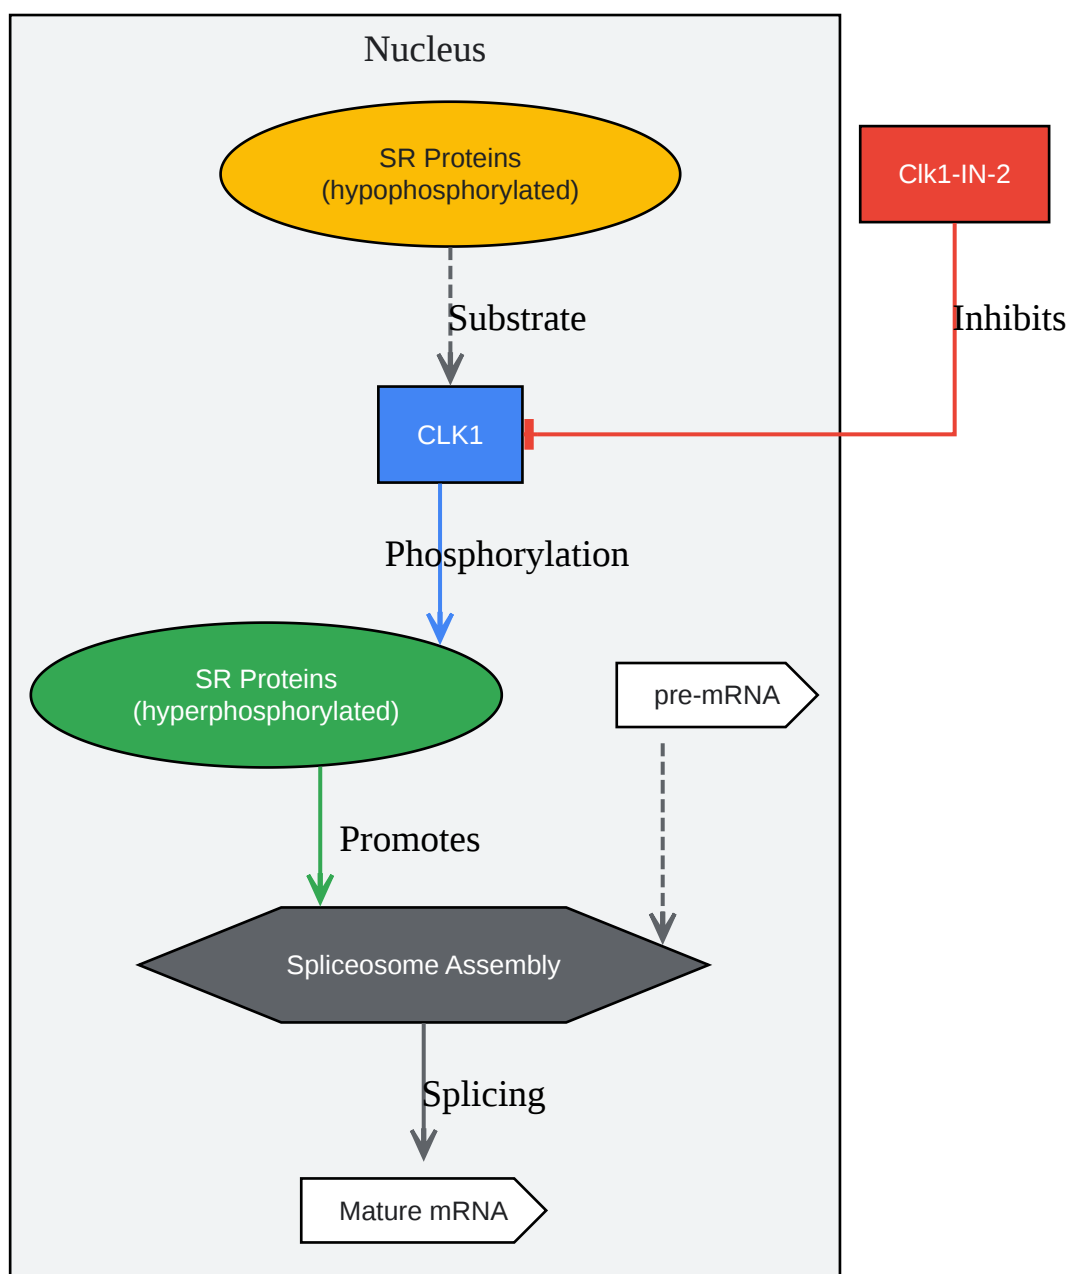 Nucleus
SR Proteins
(hypophosphorylated)
Clk1-IN-2
Substrate
Inhibits
CLK1
Phosphorylation
SR Proteins
(hyperphosphorylated)
pre-mRNA
Promotes
Spliceosome Assembly
Splicing
Mature mRNA